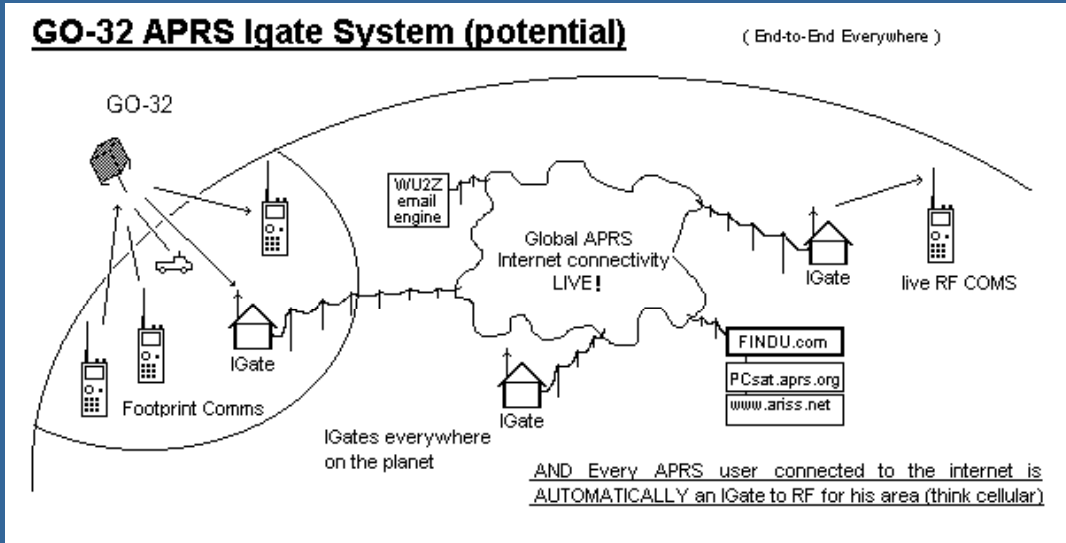 GO-32 APRS Igate System (potential)
( End-to-End Everywhere )
GO-32
WU2Z
email
engine
Global APRS
Internet connectivity
LIVE!
IGate
live RF COMS
IGate
Footprint Comms
FINDU.com
PCsat.aprs.org
www.ariss.net
IGate
IGates everywhere
on the planet
AND Every APRS user connected to the internet is
AUTOMATICALLY an IGate to RF for his area (think cellular)